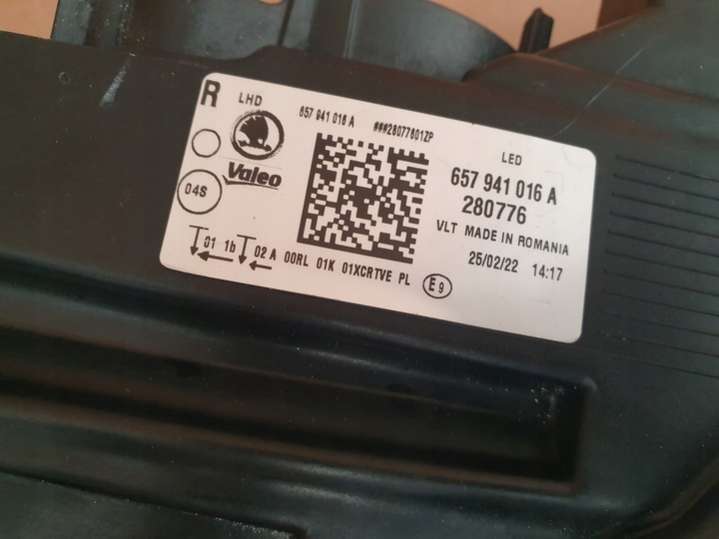 R LHD 657 941 016 A ###28077601ZP
Valeo
04S
LED
657 941 016 A
280776
VLT MADE IN ROMANIA
25/02/22 14:17
01 1b 02 A 00RL 01K 01XCRTVE PL E9